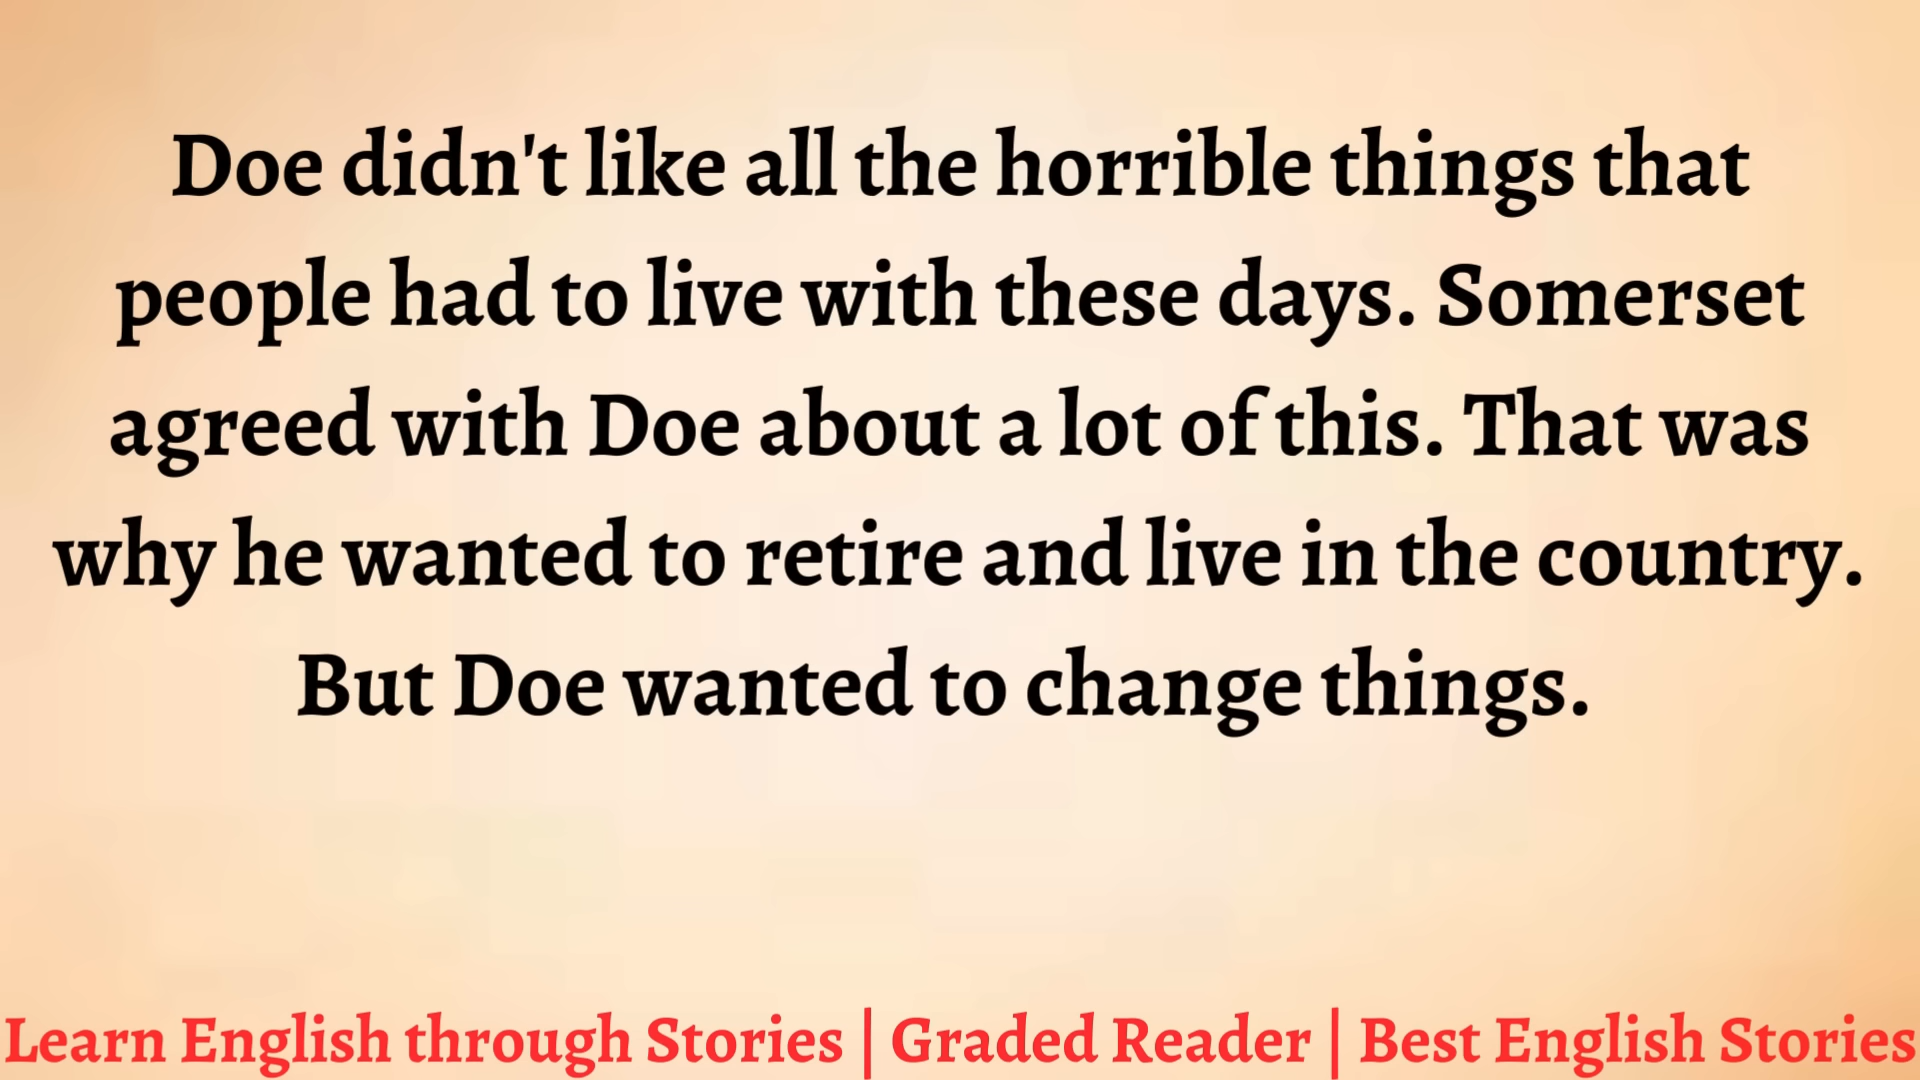 Doe didn't like all the horrible things that
people had to live with these days. Somerset
agreed with Doe about a lot of this. That was
why he wanted to retire and live in the country.
But Doe wanted to change things.
Learn English through Stories | Graded Reader | Best English Stories